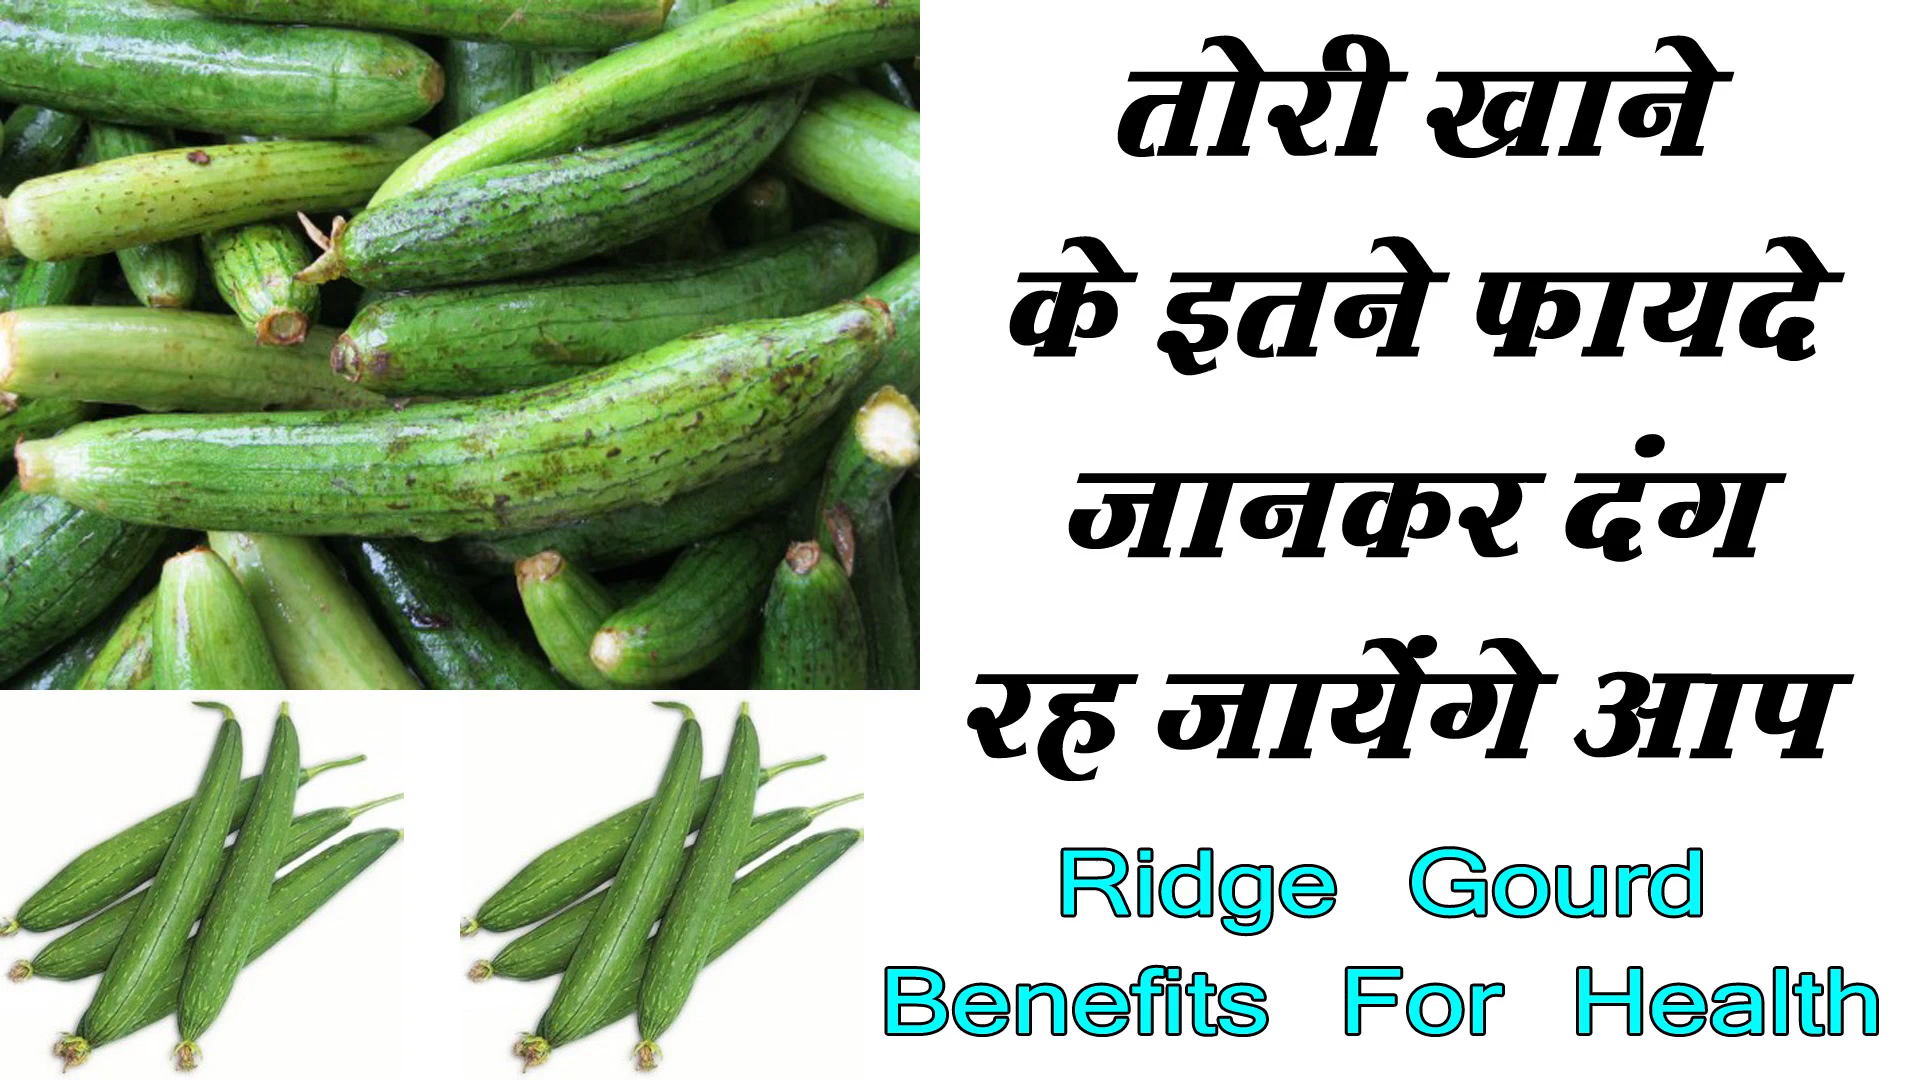 तोरी खाने
के इतने फायदे
जानकर दंग
रह जायेंगे आप
Ridge Gourd
Benefits For Health